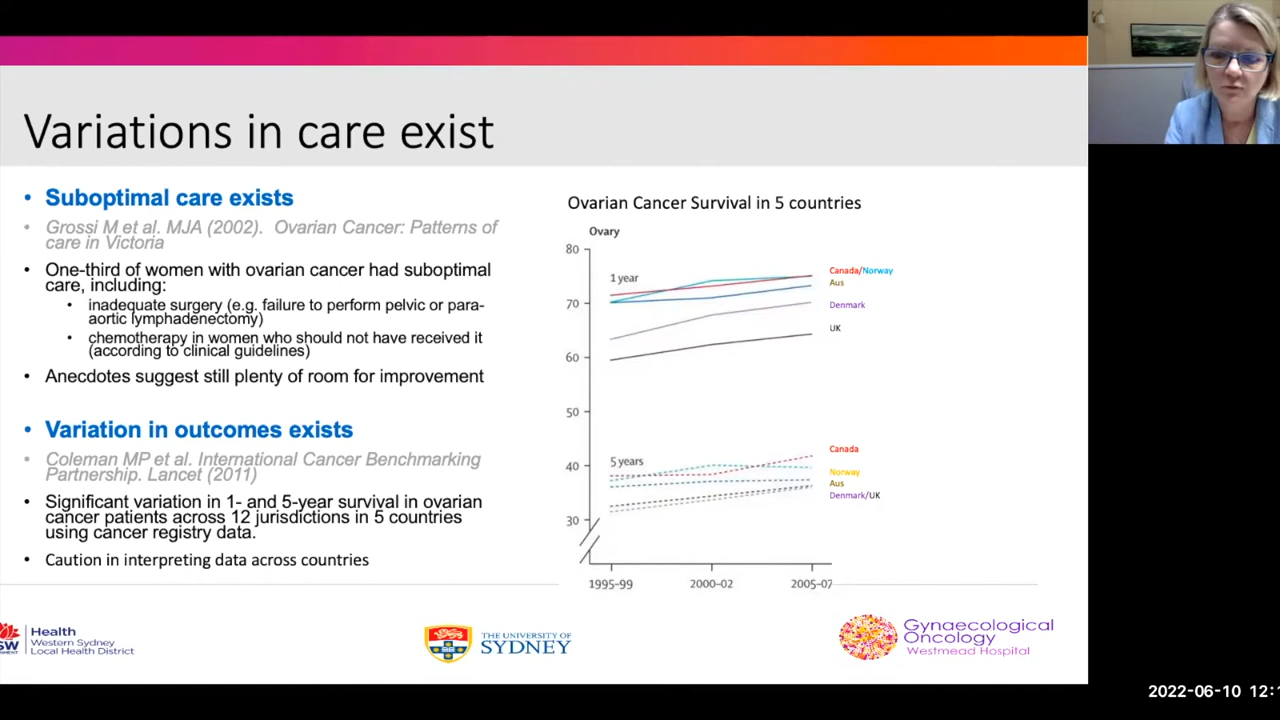 Variations in care exist
• Suboptimal care exists
• Grossi M et al. MJA (2002). Ovarian Cancer: Patterns of
care in Victoria
• One-third of women with ovarian cancer had suboptimal
care, including:
• inadequate surgery (e.g. failure to perform pelvic or para-
aortic lymphadenectomy)
• chemotherapy in women who should not have received it
(according to clinical guidelines)
• Anecdotes suggest still plenty of room for improvement
• Variation in outcomes exists
• Coleman MP et al. International Cancer Benchmarking
Partnership. Lancet (2011)
• Significant variation in 1- and 5-year survival in ovarian
cancer patients across 12 jurisdictions in 5 countries
using cancer registry data.
• Caution in interpreting data across countries
Ovarian Cancer Survival in 5 countries
Ovary
80
70
60
50
40
30
1 year
5 years
Canada/Norway
Aus
Denmark
UK
Canada
Norway
Aus
Denmark/UK
1995-99
2000-02
2005-07
Health
Western Sydney
Local Health District
THE UNIVERSITY OF
SYDNEY
Gynaecological
Oncology
Westmead Hospital
2022-06-10 12:1